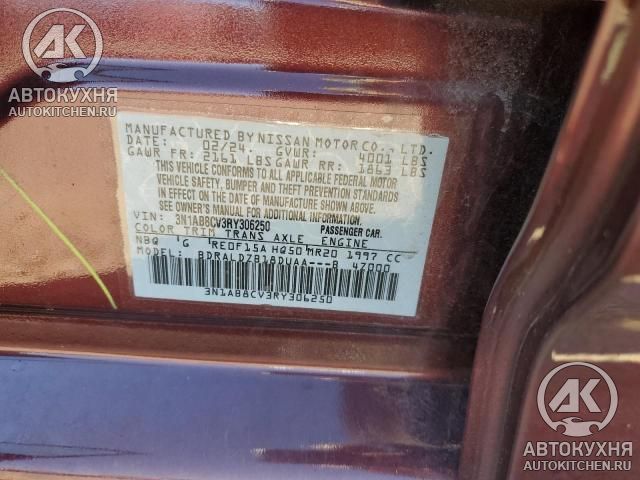 АК
АВТОКУХНЯ
AUTOKITCHEN.RU
MANUFACTURED BY NISSAN MOTOR CO., LTD.
DATE: 02/24 GVWR: 4001 LBS
GAWR FR: 2161 LBS GAWR RR: 1863 LBS
THIS VEHICLE CONFORMS TO ALL APPLICABLE FEDERAL MOTOR
VEHICLE SAFETY, BUMPER AND THEFT PREVENTION STANDARDS
IN EFFECT ON THE DATE OF MANUFACTURE SHOWN ABOVE.
SEE OWNER'S MANUAL FOR ADDITIONAL INFORMATION.
VIN: 3N1AB8CV3RY306250 PASSENGER CAR
COLOR TRIM TRANS AXLE ENGINE
NBQ G RE0F15A HQ50 MR20 1997 CC
MODEL: BDRALDZB18DUAA---B 47000
3N1AB8CV3RY306250
АК
АВТОКУХНЯ
AUTOKITCHEN.RU